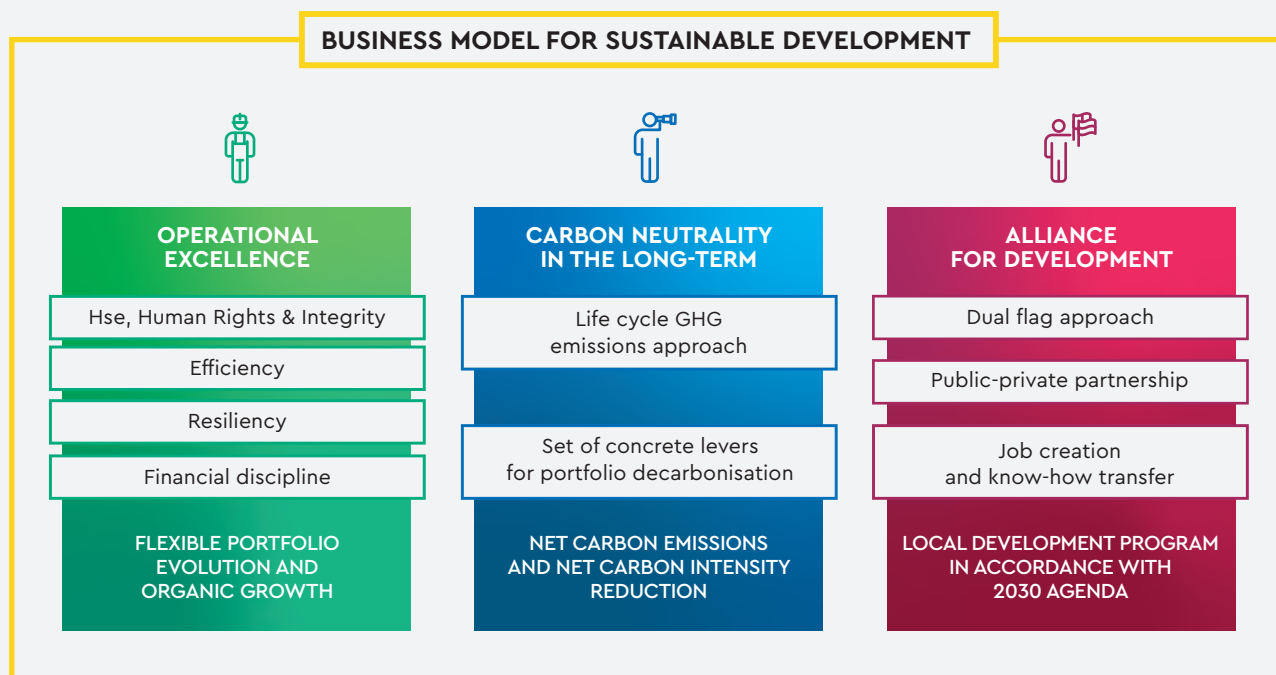 BUSINESS MODEL FOR SUSTAINABLE DEVELOPMENT
OPERATIONAL
EXCELLENCE
Hse, Human Rights & Integrity
Efficiency
Resiliency
Financial discipline
FLEXIBLE PORTFOLIO
EVOLUTION AND
ORGANIC GROWTH
CARBON NEUTRALITY
IN THE LONG-TERM
Life cycle GHG
emissions approach
Set of concrete levers
for portfolio decarbonisation
NET CARBON EMISSIONS
AND NET CARBON INTENSITY
REDUCTION
ALLIANCE
FOR DEVELOPMENT
Dual flag approach
Public-private partnership
Job creation
and know-how transfer
LOCAL DEVELOPMENT PROGRAM
IN ACCORDANCE WITH
2030 AGENDA